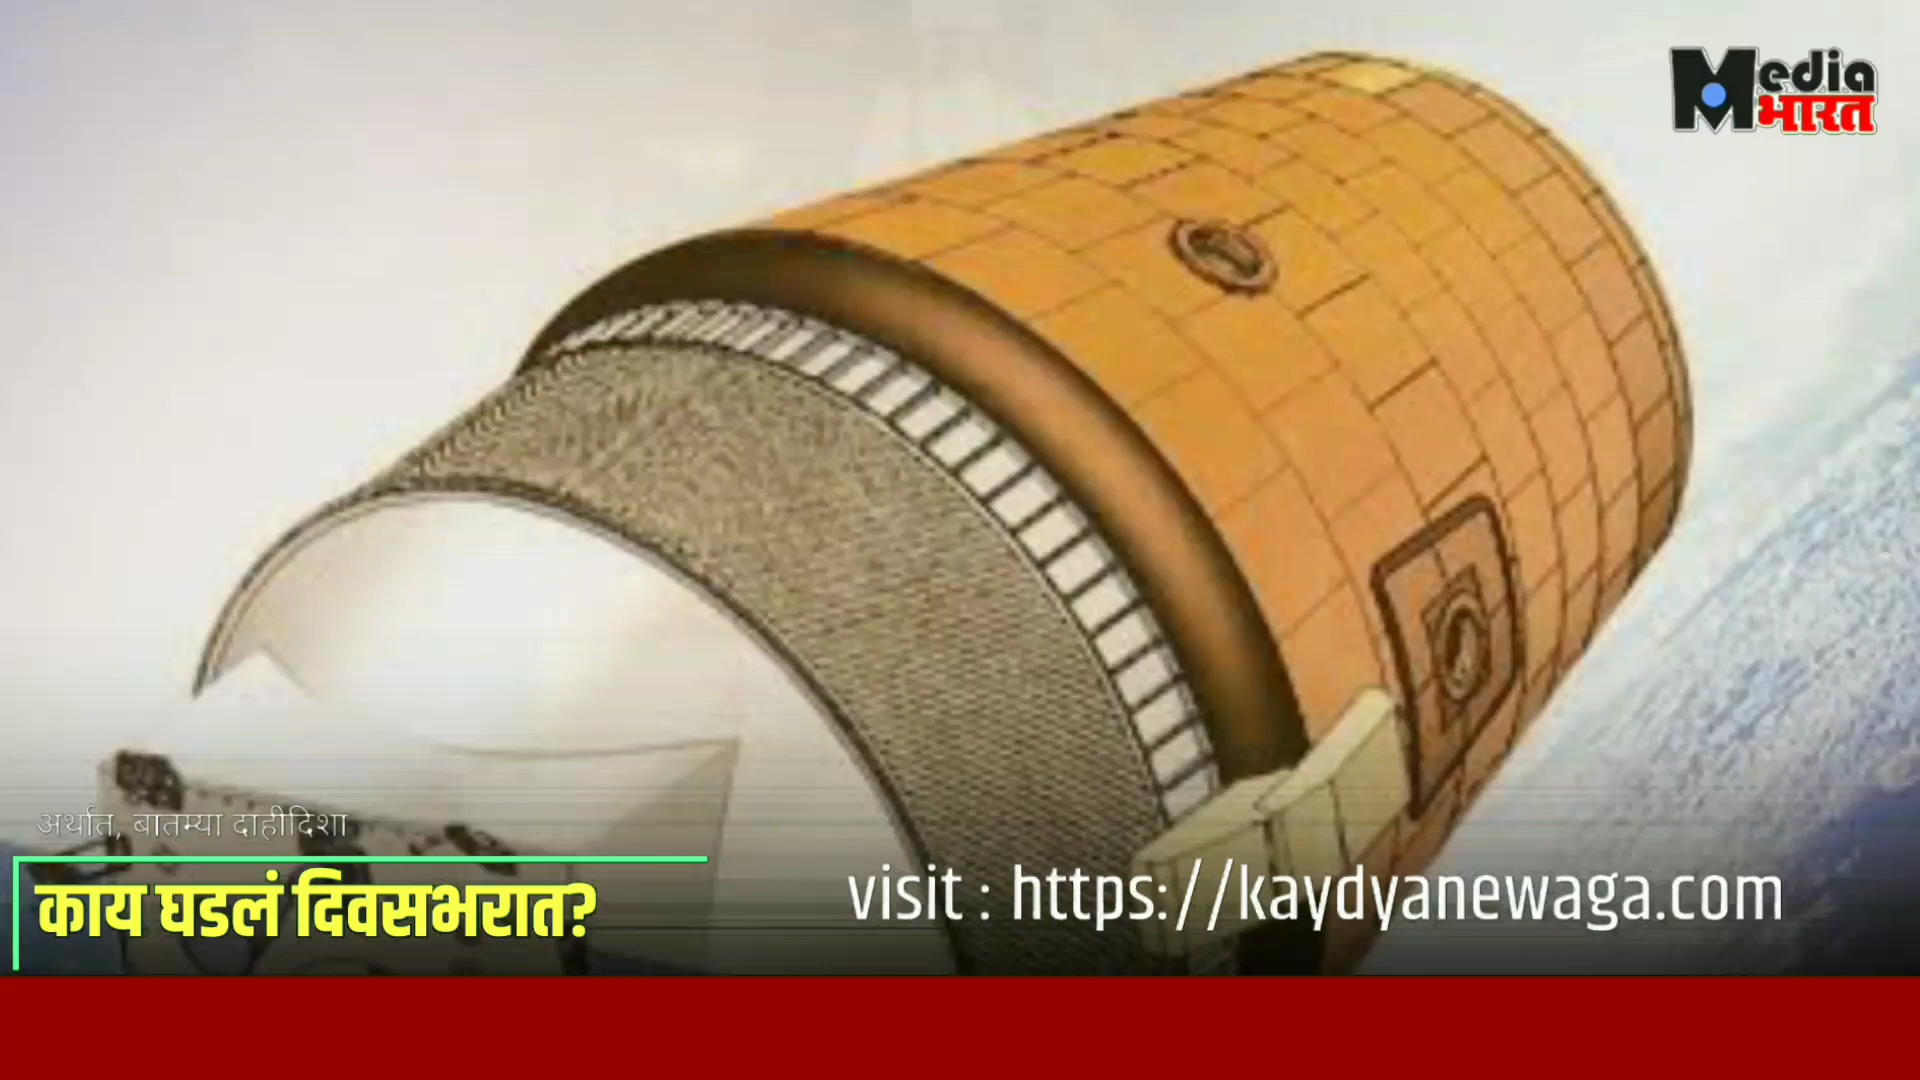 Media
भारत
अर्थात, बातम्या दाहीदिशा
काय घडलं दिवसभरात?
visit : https://kaydyanewaga.com